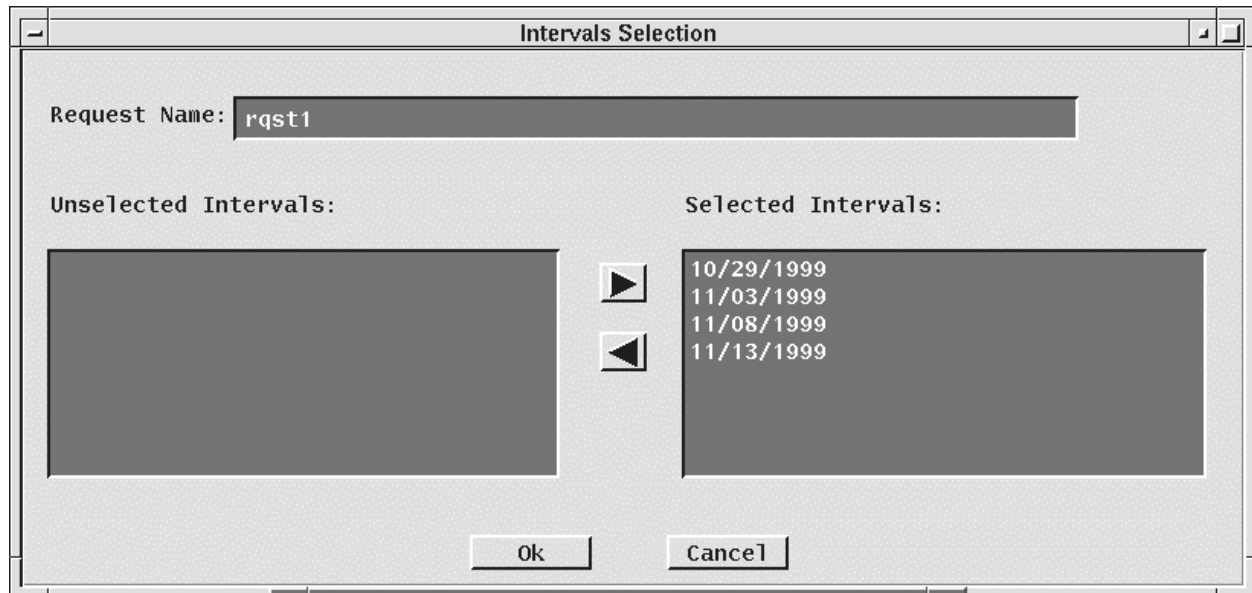 Intervals Selection
Request Name: rqst1
Unselected Intervals:
Selected Intervals:
10/29/1999
11/03/1999
11/08/1999
11/13/1999
Ok
Cancel